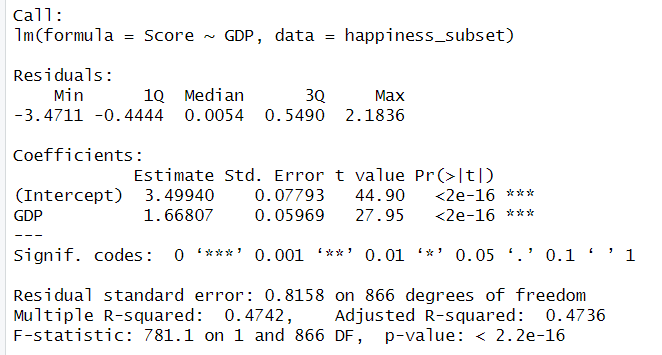 Call:
lm(formula = Score ~ GDP, data = happiness_subset)
Residuals:
    Min      1Q  Median      3Q     Max
-3.4711 -0.4444  0.0054  0.5490  2.1836
Coefficients:
            Estimate Std. Error t value Pr(>|t|)
(Intercept)  3.49940    0.07793   44.90   <2e-16 ***
GDP          1.66807    0.05969   27.95   <2e-16 ***
---
Signif. codes:  0 ‘***’ 0.001 ‘**’ 0.01 ‘*’ 0.05 ‘.’ 0.1 ‘ ’ 1
Residual standard error: 0.8158 on 866 degrees of freedom
Multiple R-squared:  0.4742,	Adjusted R-squared:  0.4736
F-statistic: 781.1 on 1 and 866 DF,  p-value: < 2.2e-16